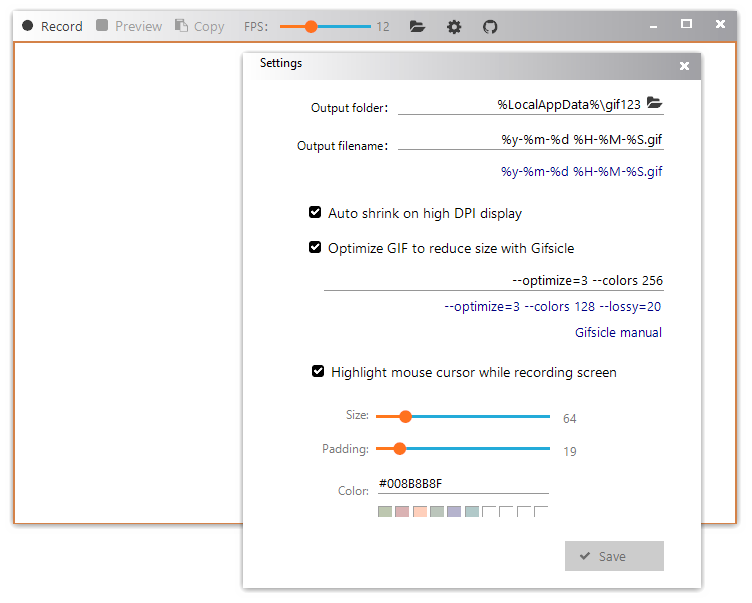 Record Preview Copy FPS: 12
Settings
Output folder: %LocalAppData%\gif123
Output filename: %y-%m-%d %H-%M-%S.gif
%y-%m-%d %H-%M-%S.gif
Auto shrink on high DPI display
Optimize GIF to reduce size with Gifsicle
--optimize=3 --colors 256
--optimize=3 --colors 128 --lossy=20
Gifsicle manual
Highlight mouse cursor while recording screen
Size: 64
Padding: 19
Color: #008B8B8F
Save